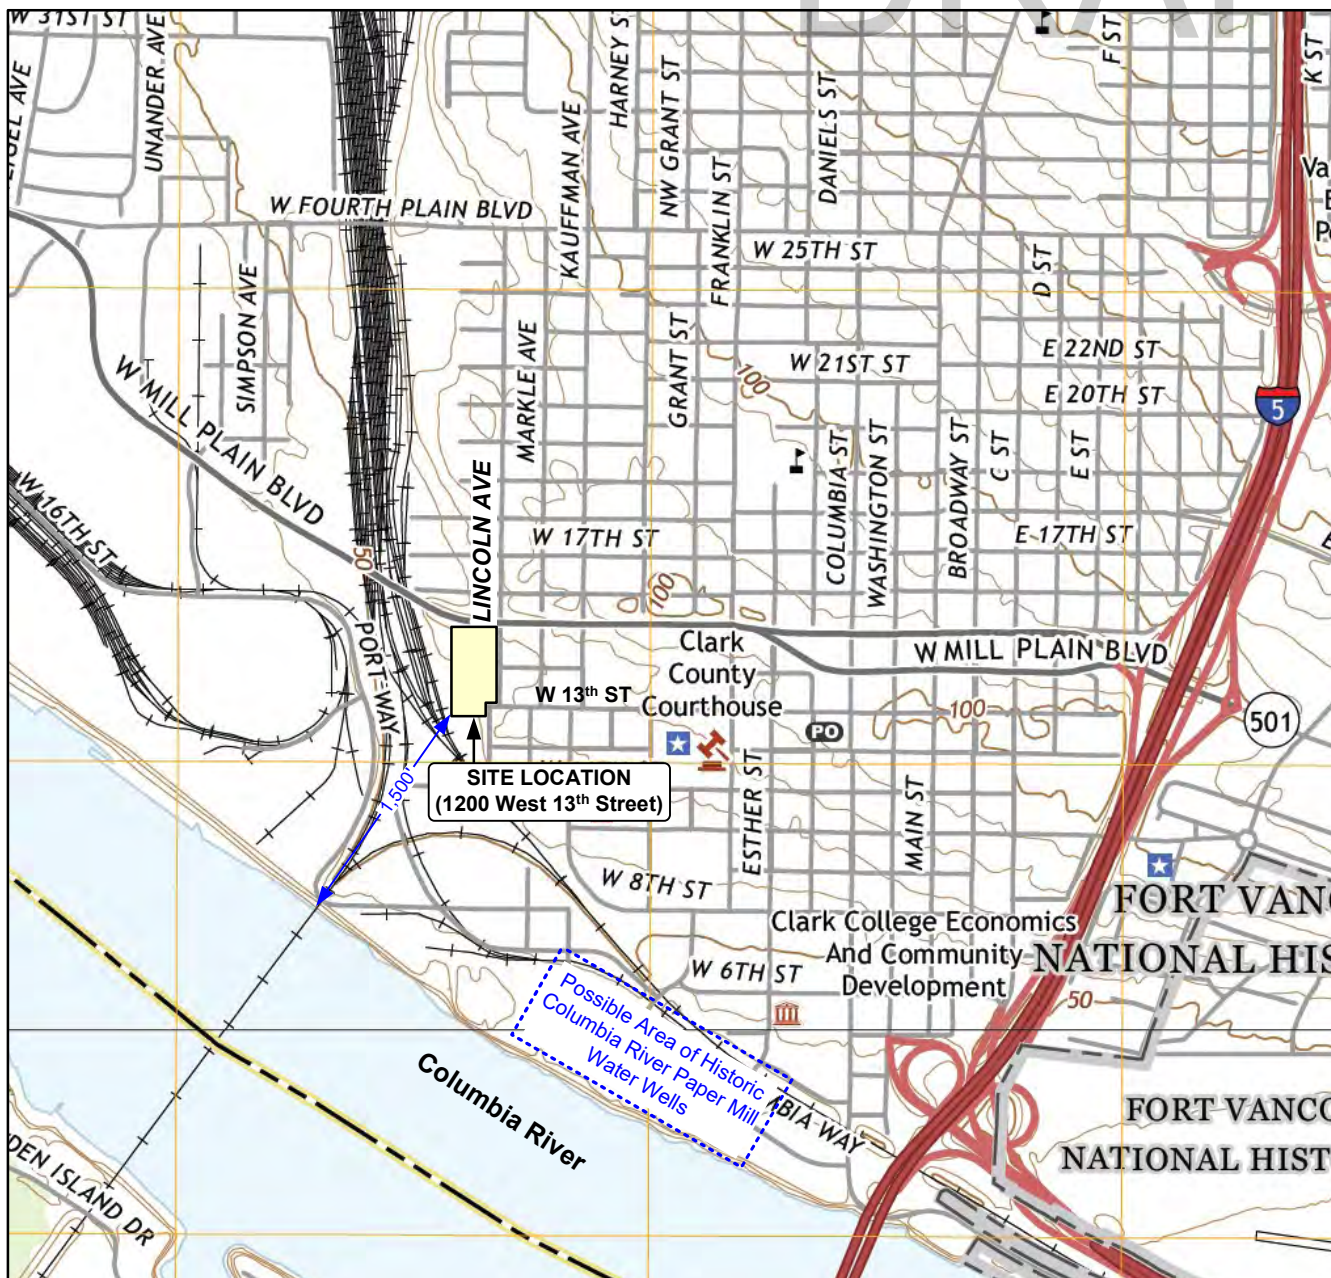 W 31ST ST
UNANDER AVE
HARNEY S
NW GRANT ST
DANIELS ST
F ST
K ST
KAUFFMAN AVE
FRANKLIN ST
W FOURTH PLAIN BLVD
W 25TH ST
D ST
SIMPSON AVE
MARKLE AVE
GRANT ST
W 21ST ST
E 22ND ST
E 20TH ST
100
5
W MILL PLAIN BLVD
LINCOLN AVE
COLUMBIA ST
WASHINGTON ST
BROADWAY ST
C ST
E ST
W 16TH ST
W 17TH ST
E 17TH ST
50
100
PORT WAY
Clark
County
Courthouse
W MILL PLAIN BLVD
W 13th ST
100
501
PO
SITE LOCATION
(1200 West 13th Street)
1,500'
ESTHER ST
MAIN ST
W 8TH ST
FORT VANC
Clark College Economics
And Community
Development
NATIONAL HIS
W 6TH ST
50
Possible Area of Historic
Columbia River Paper Mill
Water Wells
BIA WAY
Columbia River
FORT VANCO
NATIONAL HIST
DEN ISLAND DR